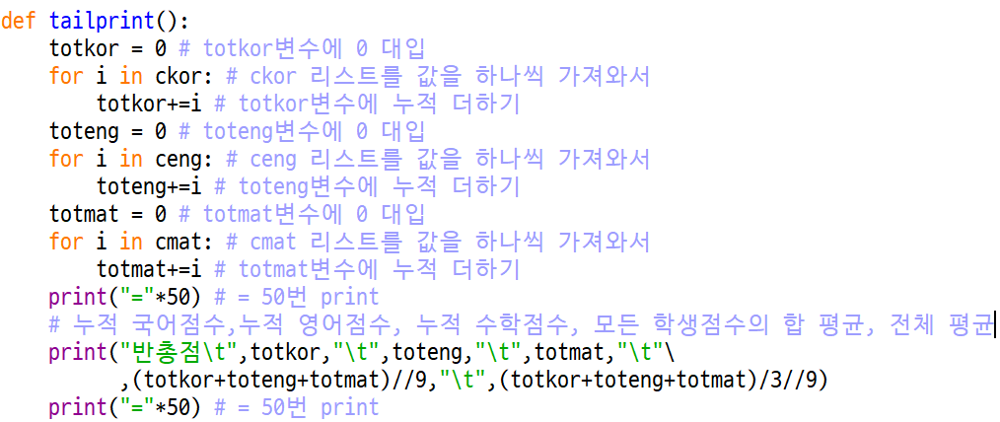 def tailprint():
    totkor = 0 # totkor변수에 0 대입
    for i in ckor: # ckor 리스트를 값을 하나씩 가져와서
        totkor+=i # totkor변수에 누적 더하기
    toteng = 0 # toteng변수에 0 대입
    for i in ceng: # ceng 리스트를 값을 하나씩 가져와서
        toteng+=i # toteng변수에 누적 더하기
    totmat = 0 # totmat변수에 0 대입
    for i in cmat: # cmat 리스트를 값을 하나씩 가져와서
        totmat+=i # totmat변수에 누적 더하기
    print("="*50) # = 50번 print
    # 누적 국어점수,누적 영어점수, 누적 수학점수, 모든 학생점수의 합 평균, 전체 평균
    print("반총점\t",totkor,"\t",toteng,"\t",totmat,"\t"\
          ,(totkor+toteng+totmat)//9,"\t",(totkor+toteng+totmat)/3//9)
    print("="*50) # = 50번 print